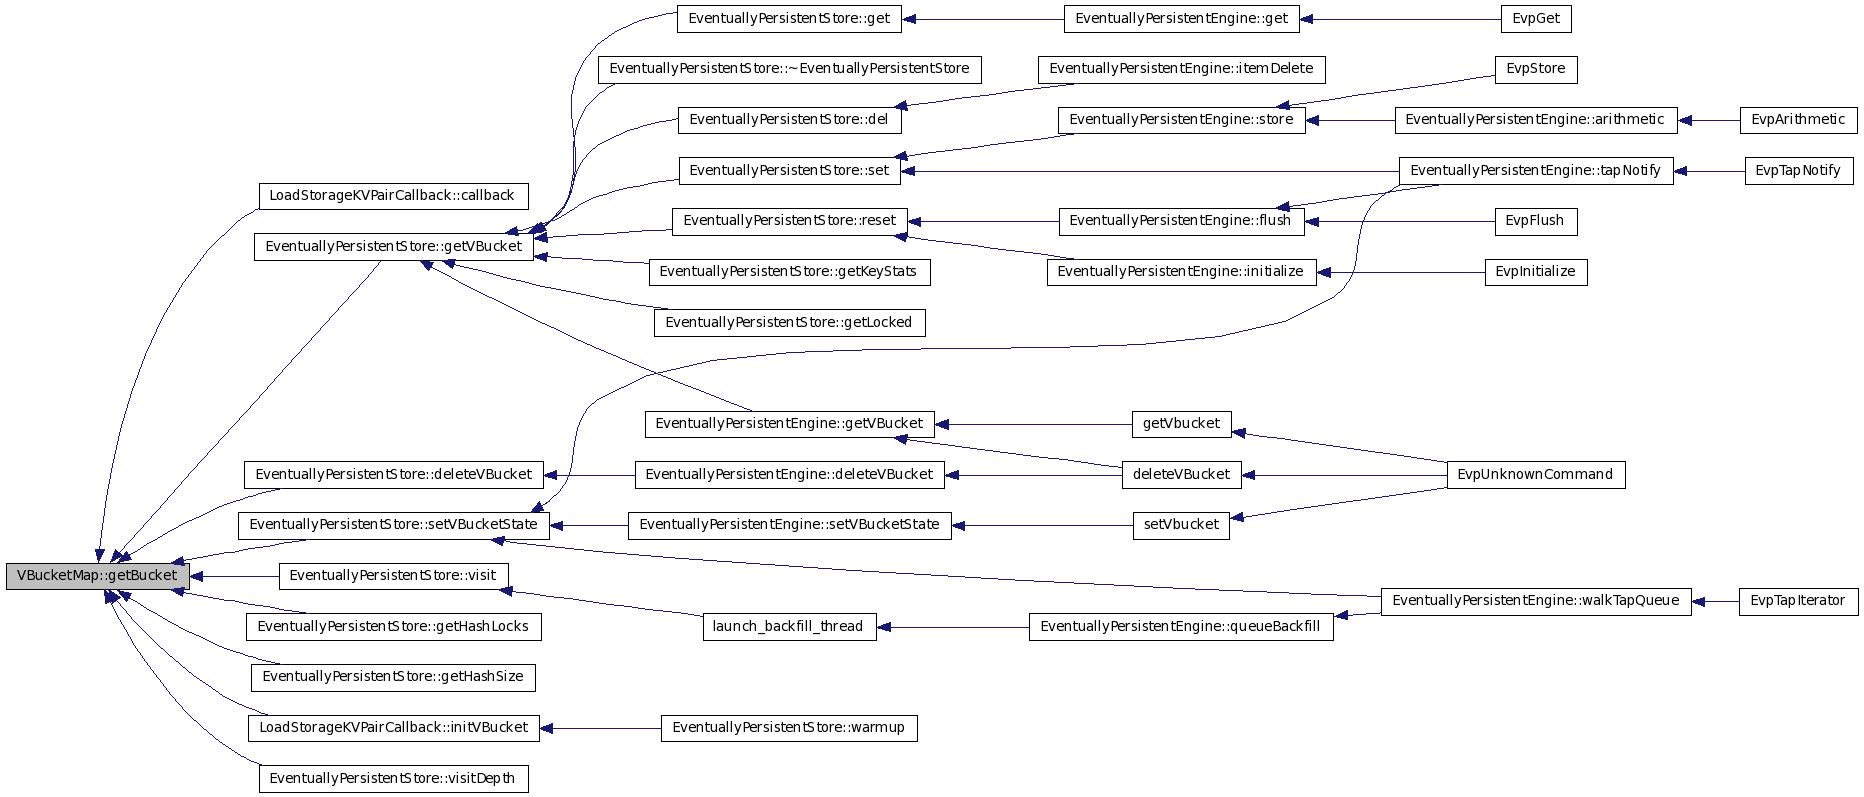 EventuallyPersistentStore::get
EventuallyPersistentEngine::get
EvpGet
EventuallyPersistentStore::~EventuallyPersistentStore
EventuallyPersistentEngine::itemDelete
EvpStore
EventuallyPersistentStore::del
EventuallyPersistentEngine::store
EventuallyPersistentEngine::arithmetic
EvpArithmetic
EventuallyPersistentStore::set
EventuallyPersistentEngine::tapNotify
EvpTapNotify
LoadStorageKVPairCallback::callback
EventuallyPersistentStore::reset
EventuallyPersistentEngine::flush
EvpFlush
EventuallyPersistentStore::getVBucket
EventuallyPersistentStore::getKeyStats
EventuallyPersistentEngine::initialize
EvpInitialize
EventuallyPersistentStore::getLocked
EventuallyPersistentEngine::getVBucket
getVbucket
EventuallyPersistentStore::deleteVBucket
EventuallyPersistentEngine::deleteVBucket
deleteVBucket
EvpUnknownCommand
EventuallyPersistentStore::setVBucketState
EventuallyPersistentEngine::setVBucketState
setVbucket
VBucketMap::getBucket
EventuallyPersistentStore::visit
EventuallyPersistentEngine::walkTapQueue
EvpTapIterator
EventuallyPersistentStore::getHashLocks
launch_backfill_thread
EventuallyPersistentEngine::queueBackfill
EventuallyPersistentStore::getHashSize
LoadStorageKVPairCallback::initVBucket
EventuallyPersistentStore::warmup
EventuallyPersistentStore::visitDepth